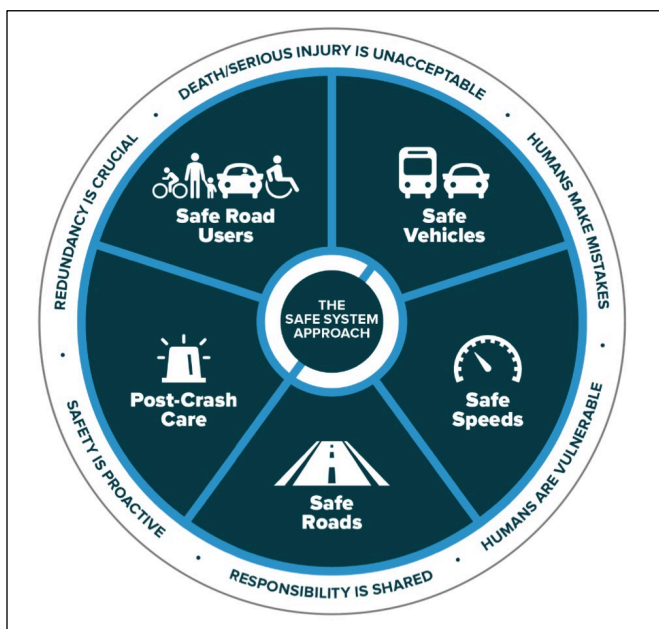 DEATH/SERIOUS INJURY IS UNACCEPTABLE
HUMANS MAKE MISTAKES
HUMANS ARE VULNERABLE
RESPONSIBILITY IS SHARED
SAFETY IS PROACTIVE
REDUNDANCY IS CRUCIAL
Safe Road
Users
Safe
Vehicles
THE
SAFE SYSTEM
APPROACH
Post-Crash
Care
Safe
Speeds
Safe
Roads